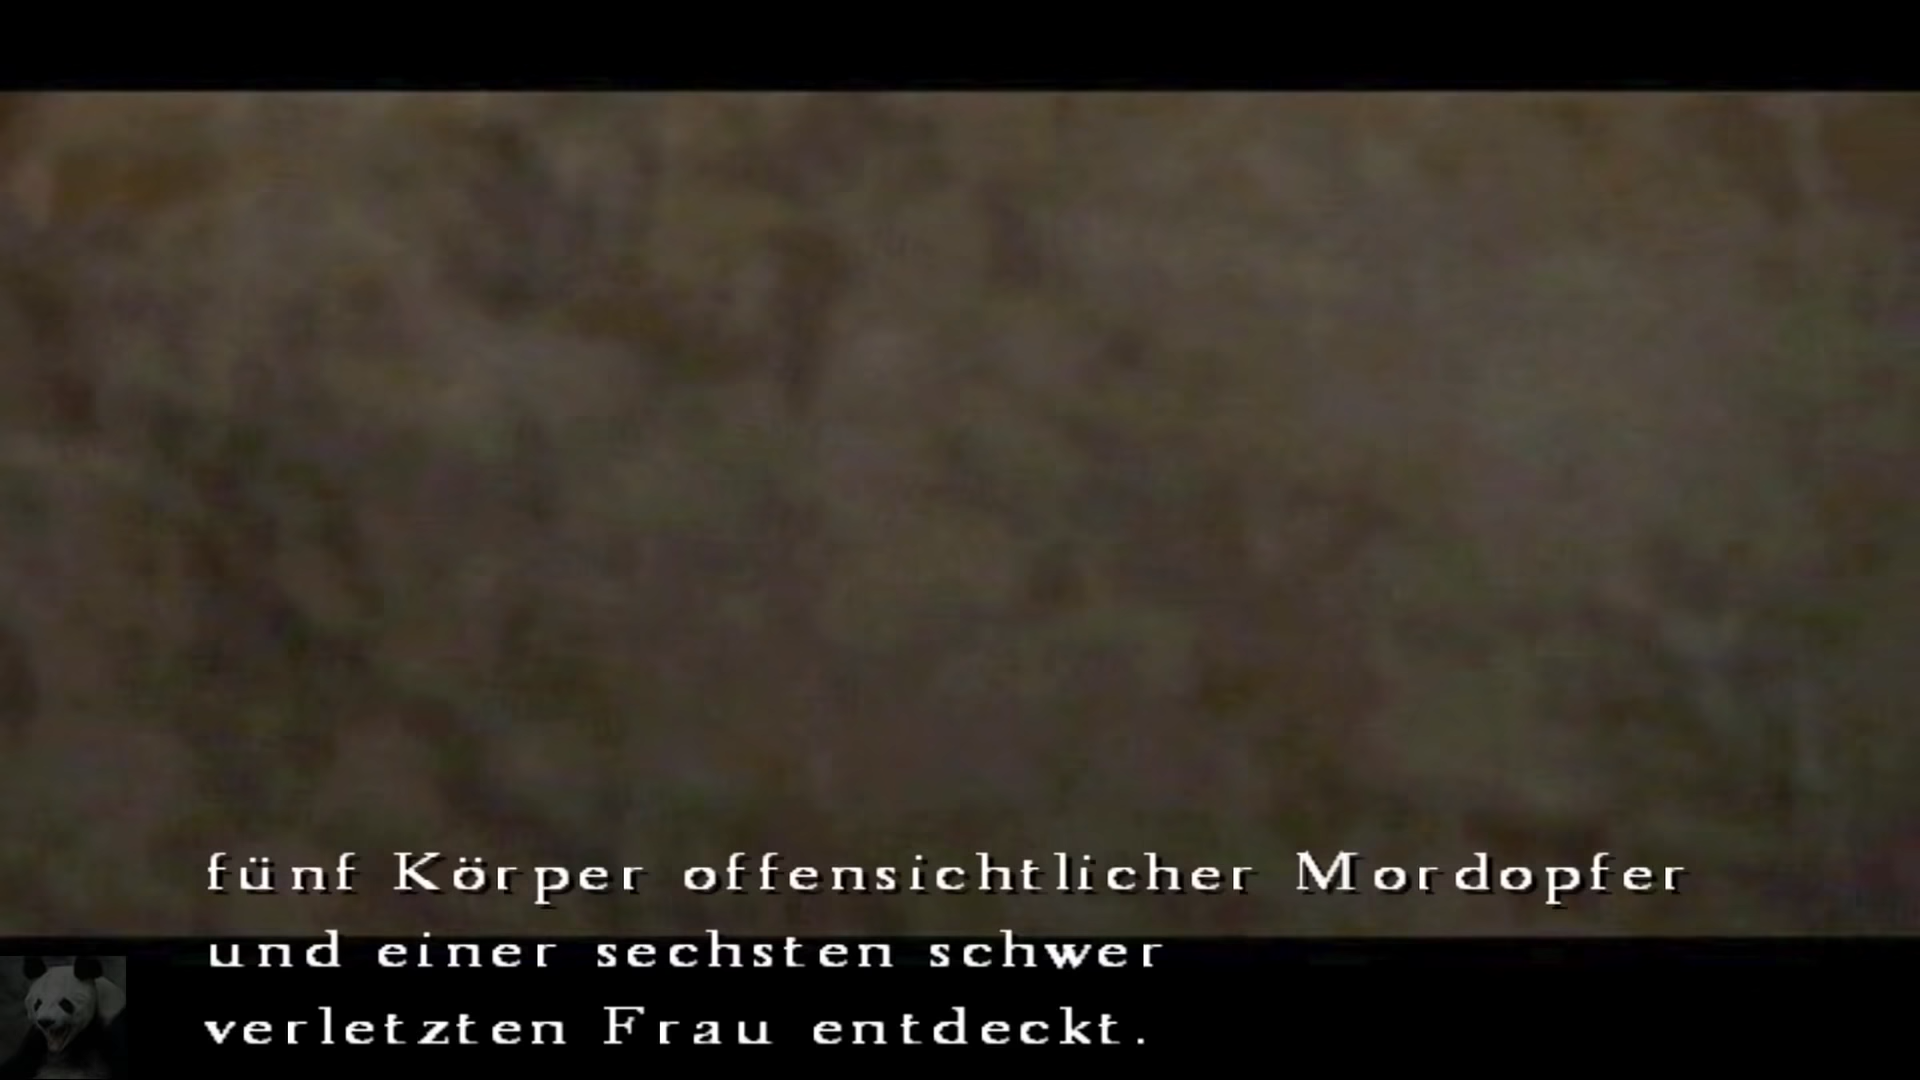 fünf Körper offensichtlicher Mordopfer
und einer sechsten schwer
verletzten Frau entdeckt.